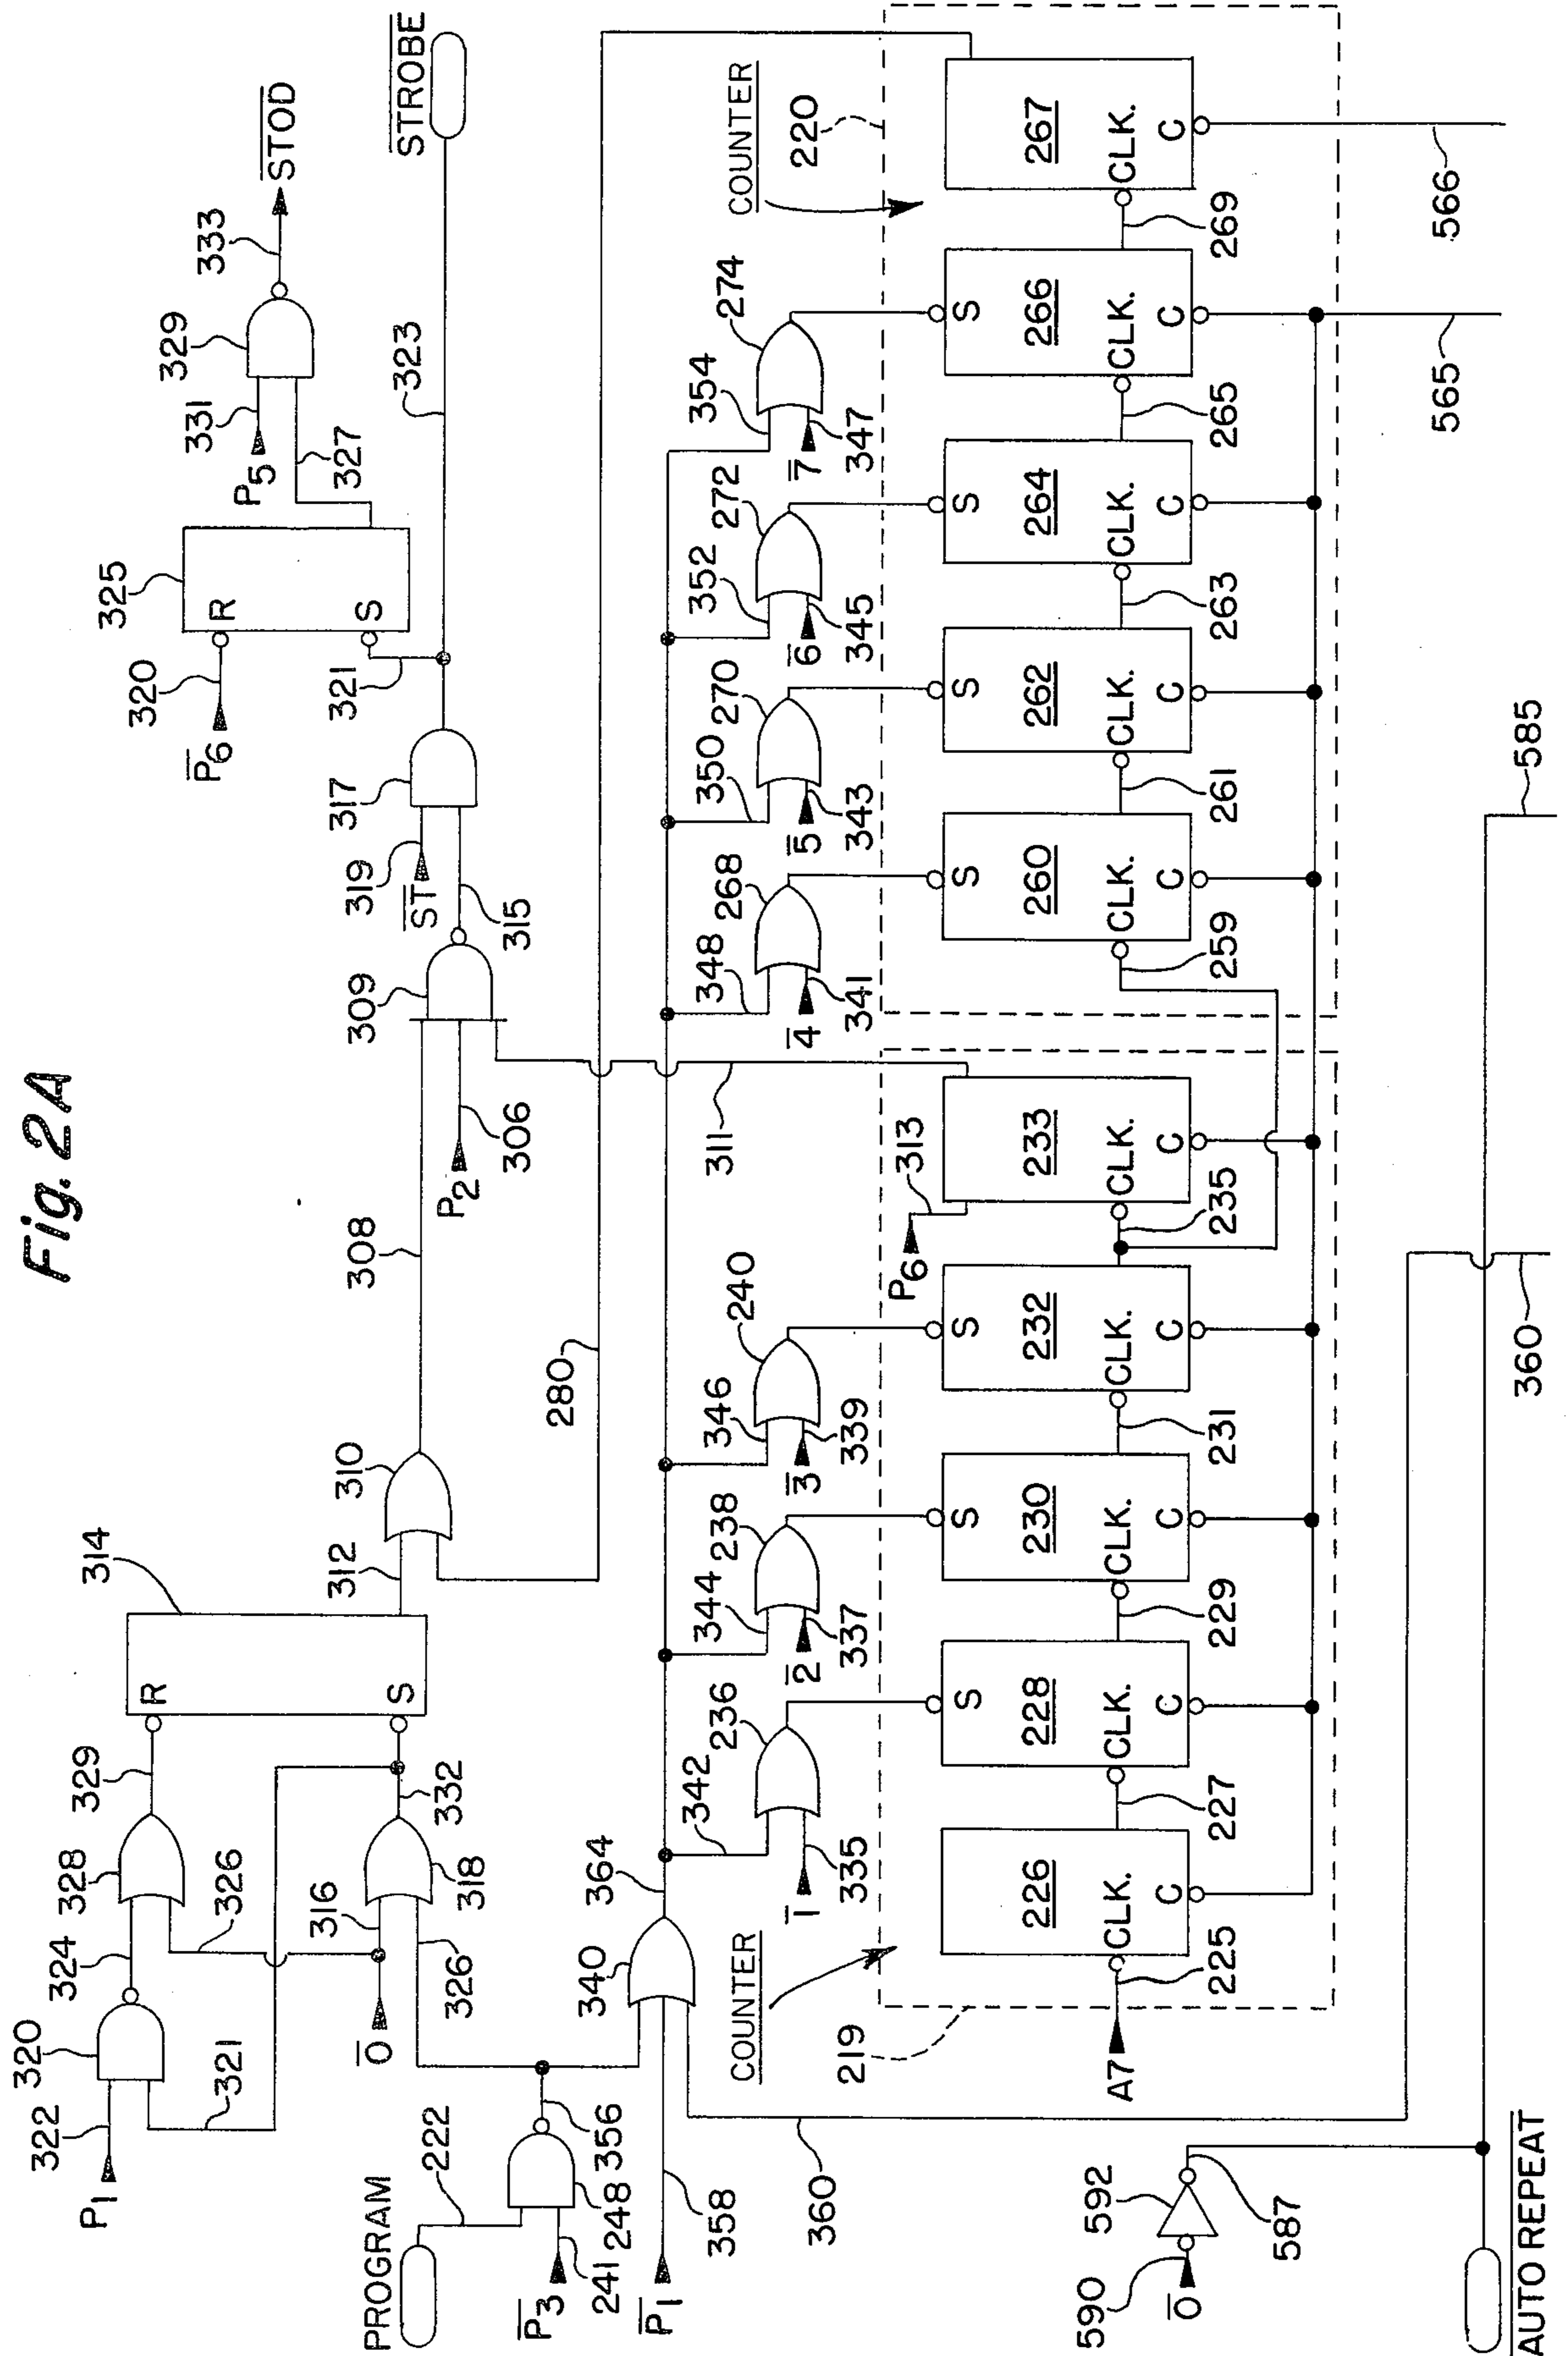 Fig. 2A
P1
322
320
324
328
329
314
R
S
321
326
316
318
332
0̅
326
312
310
308
P2
306
309
315
S̅T̅
319
317
P̅6
320
325
R
S
321
P5
331
327
329
333
S̅T̅O̅D̅
323
S̅T̅R̅O̅B̅E̅
PROGRAM
222
P̅3
241
248
356
P̅1
358
340
364
360
280
311
342
236
1̅
335
344
238
2̅
337
346
240
3̅
339
P6
313
348
268
4̅
341
350
270
5̅
343
352
272
6̅
345
354
274
7̅
347
COUNTER
219
COUNTER
220
A7
225
226
CLK.
C
227
228
S
CLK.
C
229
230
S
CLK.
C
231
232
S
CLK.
C
235
233
CLK.
C
259
260
S
CLK.
C
261
262
S
CLK.
C
263
264
S
CLK.
C
265
266
S
CLK.
C
269
267
CLK.
C
590
0̅
592
587
A̅U̅T̅O̅ R̅E̅P̅E̅A̅T̅
360
585
565
566